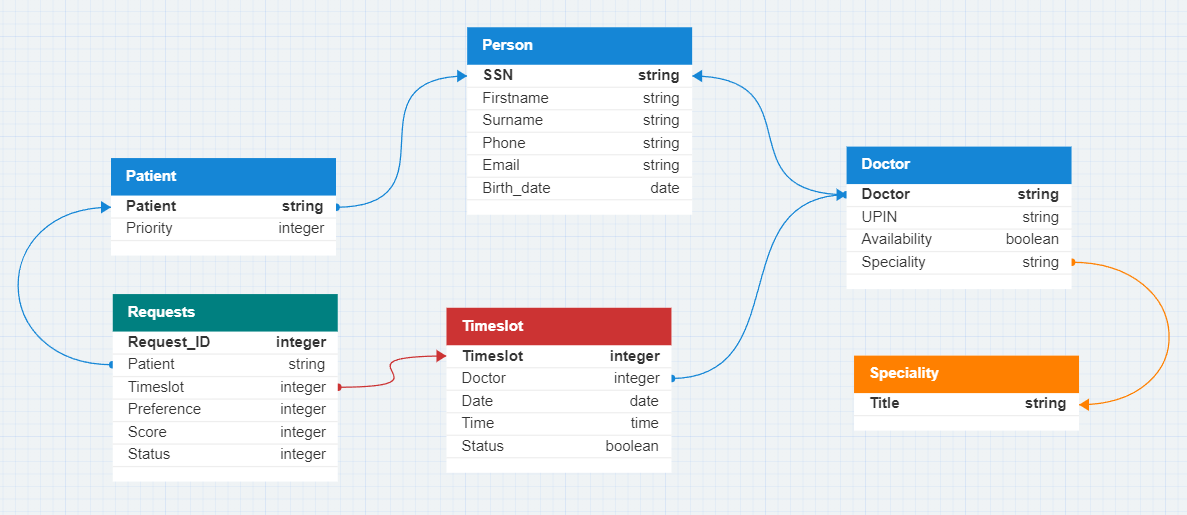 Person
SSN string
Firstname string
Surname string
Phone string
Email string
Birth_date date
Patient
Patient string
Priority integer
Doctor
Doctor string
UPIN string
Availability boolean
Speciality string
Requests
Request_ID integer
Patient string
Timeslot integer
Preference integer
Score integer
Status integer
Timeslot
Timeslot integer
Doctor integer
Date date
Time time
Status boolean
Speciality
Title string